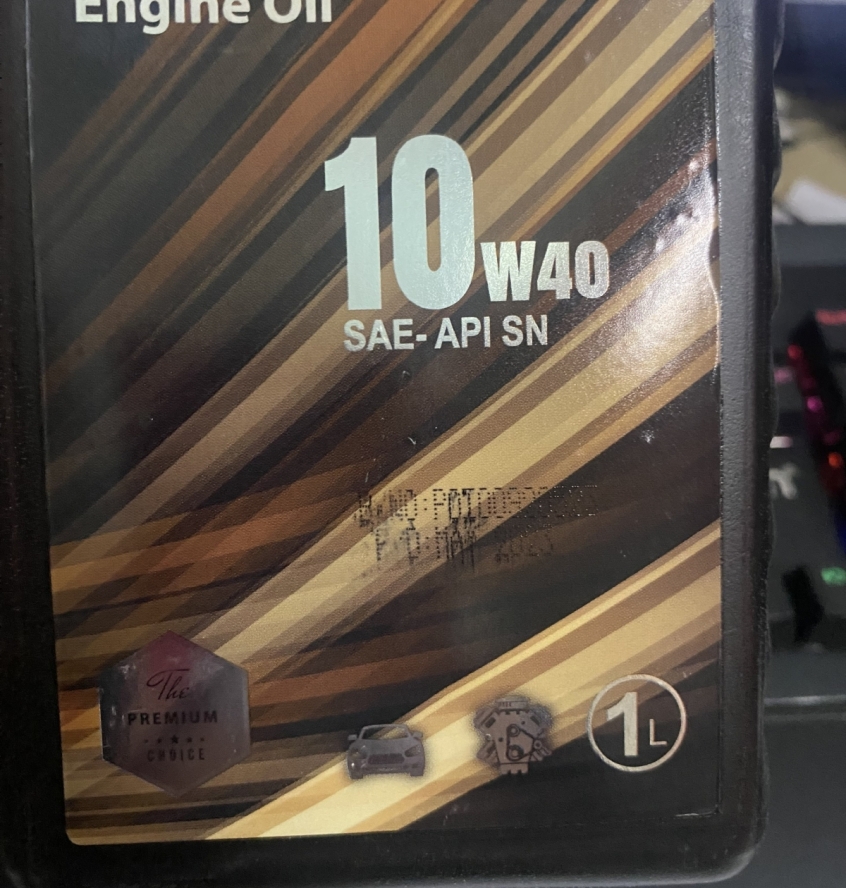 Engine Oil
10W40
SAE- API SN
The
PREMIUM
CHOICE
1L